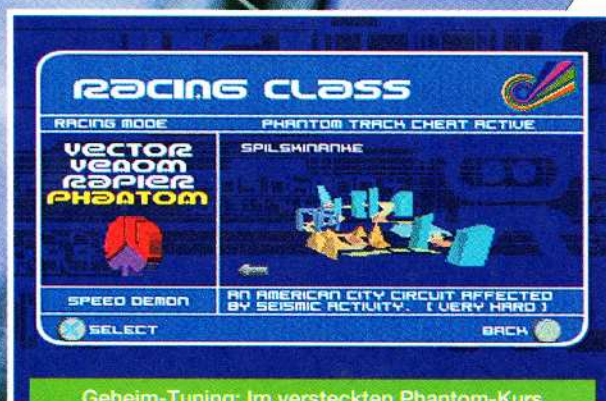 RACING CLASS
RACING MODE
PHANTOM TRACK CHEAT ACTIVE
VECTOR
VENOM
RAPIER
PHANTOM
SPILSKINANKE
SPEED DEMON
AN AMERICAN CITY CIRCUIT AFFECTED
BY SEISMIC ACTIVITY. [ VERY HARD ]
SELECT
BACK
Geheim-Tuning: Im versteckten Phantom-Kurs